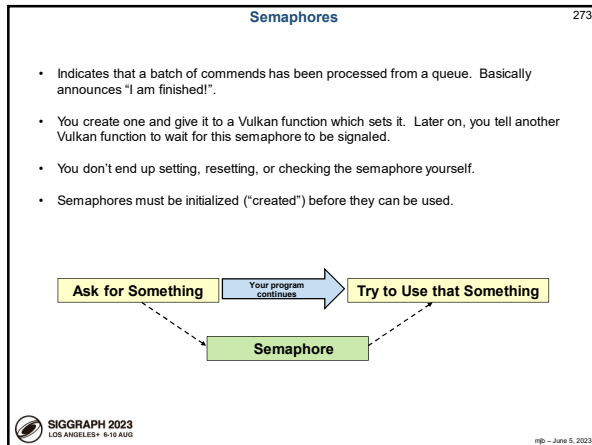 Semaphores
273
• Indicates that a batch of commends has been processed from a queue. Basically
announces “I am finished!”.
• You create one and give it to a Vulkan function which sets it. Later on, you tell another
Vulkan function to wait for this semaphore to be signaled.
• You don’t end up setting, resetting, or checking the semaphore yourself.
• Semaphores must be initialized (“created”) before they can be used.
Ask for Something
Your program
continues
Try to Use that Something
Semaphore
SIGGRAPH 2023
LOS ANGELES+ 6-10 AUG
mjb – June 5, 2023